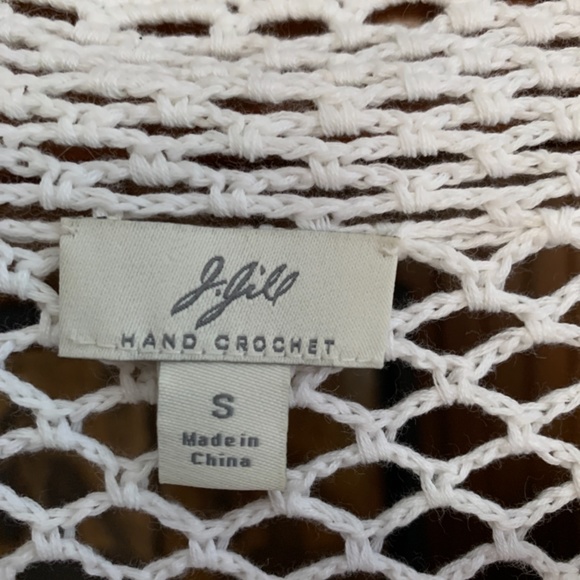 J.Jill
HAND CROCHET
S
Made in
China